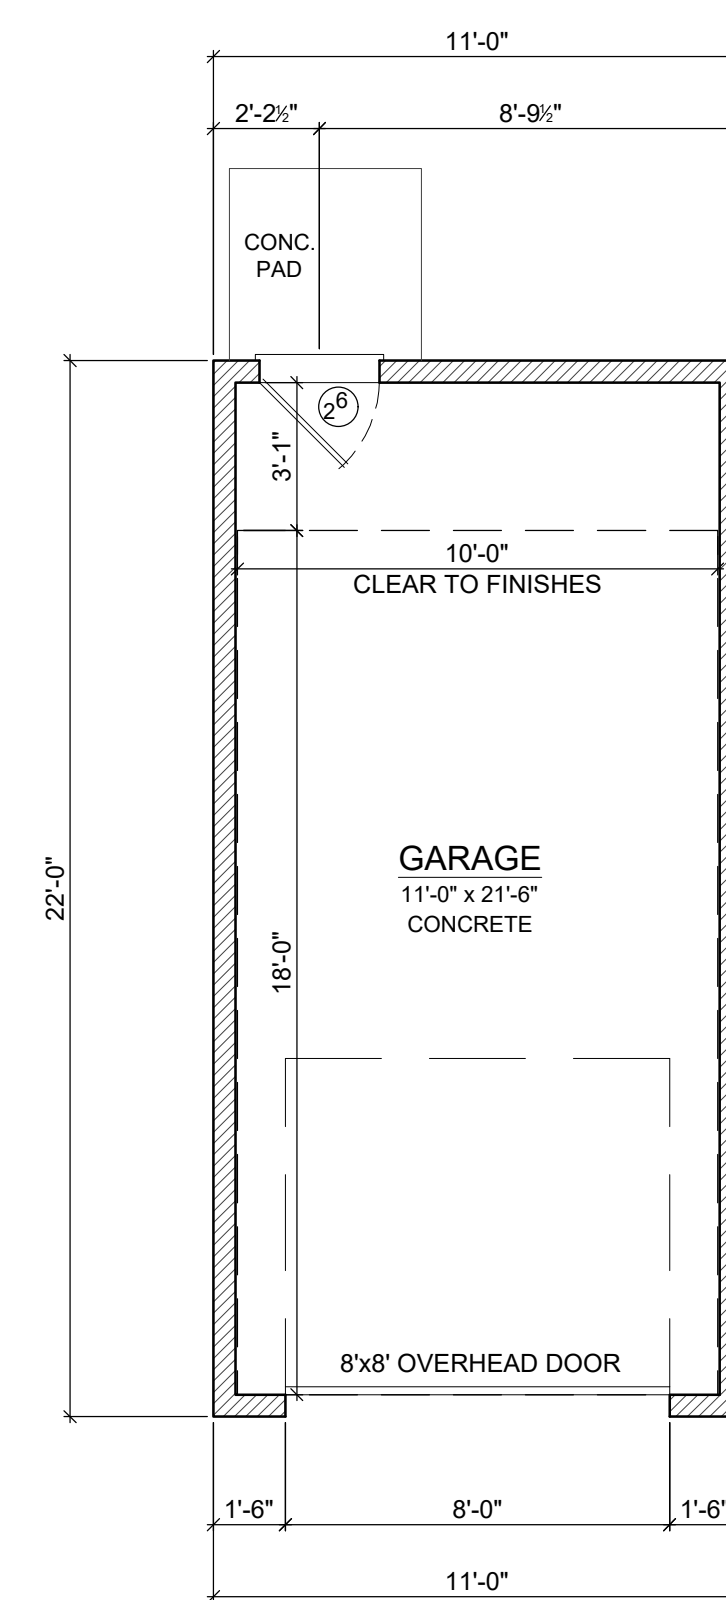 11'-0"
2'-2½" 8'-9½"
CONC.
PAD
2⁶
3'-1"
10'-0"
CLEAR TO FINISHES
GARAGE
11'-0" x 21'-6"
CONCRETE
22'-0"
18'-0"
8'x8' OVERHEAD DOOR
1'-6" 8'-0" 1'-6"
11'-0"